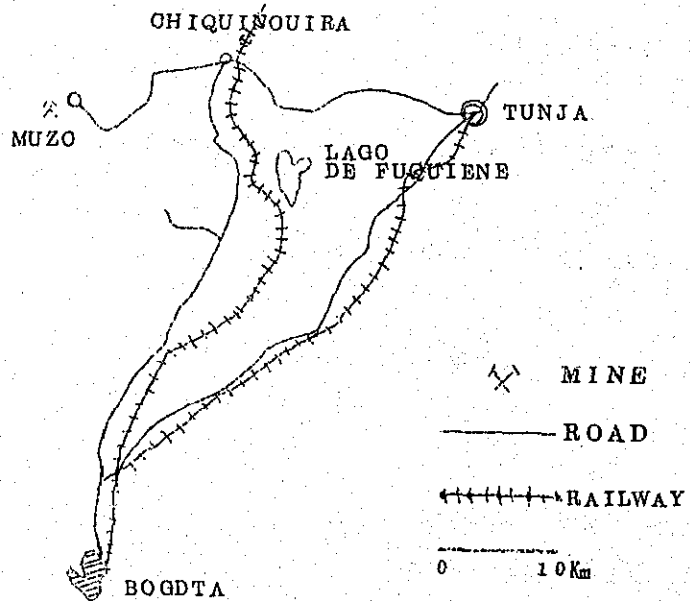 CHIQUINOUIRA
TUNJA
MUZO
LAGO
DE FUQUIENE
MINE
ROAD
RAILWAY
0 10Km
BOGDTA